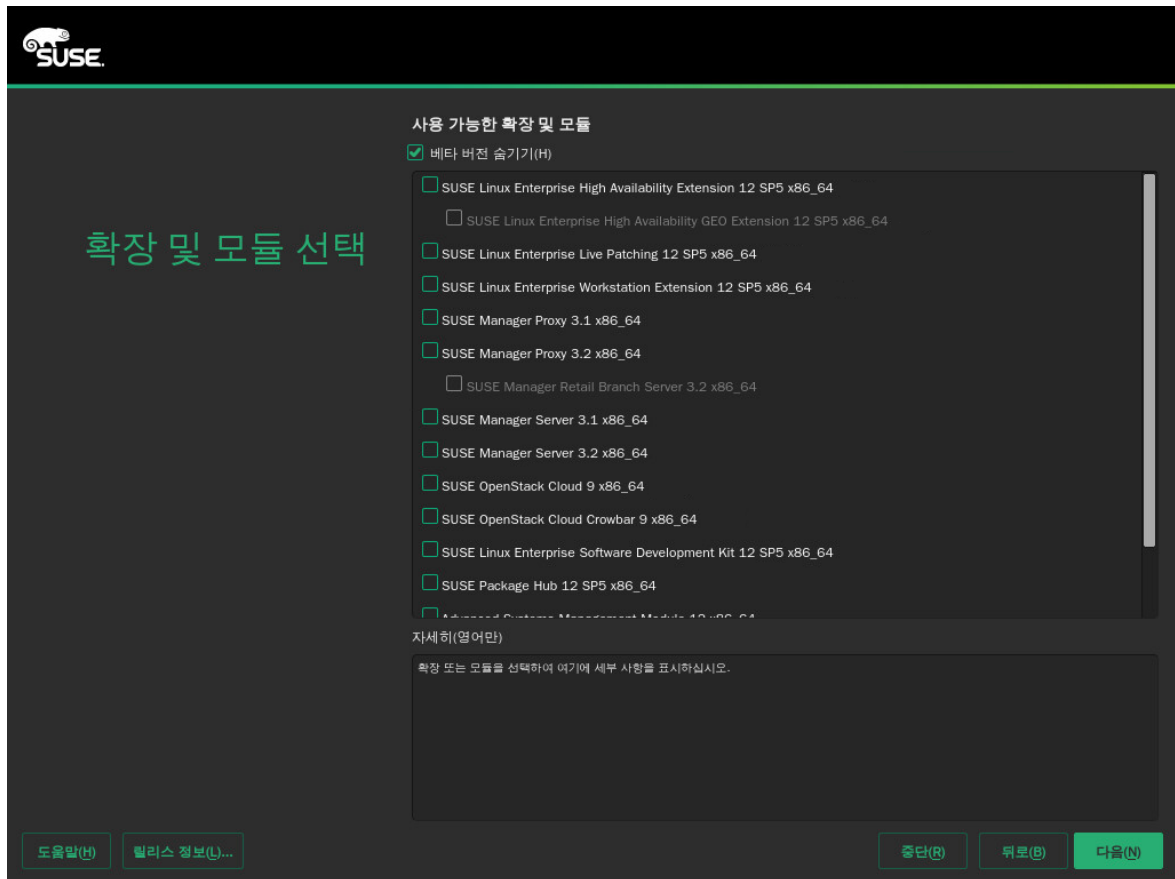 SUSE.
확장 및 모듈 선택
사용 가능한 확장 및 모듈
베타 버전 숨기기(H)
SUSE Linux Enterprise High Availability Extension 12 SP5 x86_64
SUSE Linux Enterprise High Availability GEO Extension 12 SP5 x86_64
SUSE Linux Enterprise Live Patching 12 SP5 x86_64
SUSE Linux Enterprise Workstation Extension 12 SP5 x86_64
SUSE Manager Proxy 3.1 x86_64
SUSE Manager Proxy 3.2 x86_64
SUSE Manager Retail Branch Server 3.2 x86_64
SUSE Manager Server 3.1 x86_64
SUSE Manager Server 3.2 x86_64
SUSE OpenStack Cloud 9 x86_64
SUSE OpenStack Cloud Crowbar 9 x86_64
SUSE Linux Enterprise Software Development Kit 12 SP5 x86_64
SUSE Package Hub 12 SP5 x86_64
Advanced Systems Management Module 12 x86_64
자세히(영어만)
확장 또는 모듈을 선택하여 여기에 세부 사항을 표시하십시오.
도움말(H)
릴리스 정보(L)...
중단(R)
뒤로(B)
다음(N)